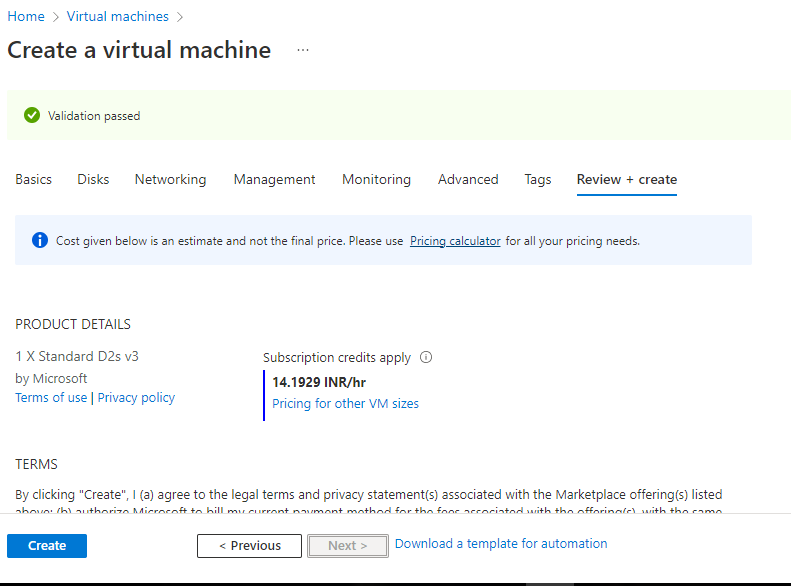 Home > Virtual machines >
Create a virtual machine ...
Validation passed
Basics Disks Networking Management Monitoring Advanced Tags Review + create
Cost given below is an estimate and not the final price. Please use Pricing calculator for all your pricing needs.
PRODUCT DETAILS
1 X Standard D2s v3
by Microsoft
Terms of use | Privacy policy
Subscription credits apply
14.1929 INR/hr
Pricing for other VM sizes
TERMS
By clicking "Create", I (a) agree to the legal terms and privacy statement(s) associated with the Marketplace offering(s) listed
above; (b) authorize Microsoft to bill my current payment method for the fees associated with the offering(s), with the same
Create < Previous Next > Download a template for automation